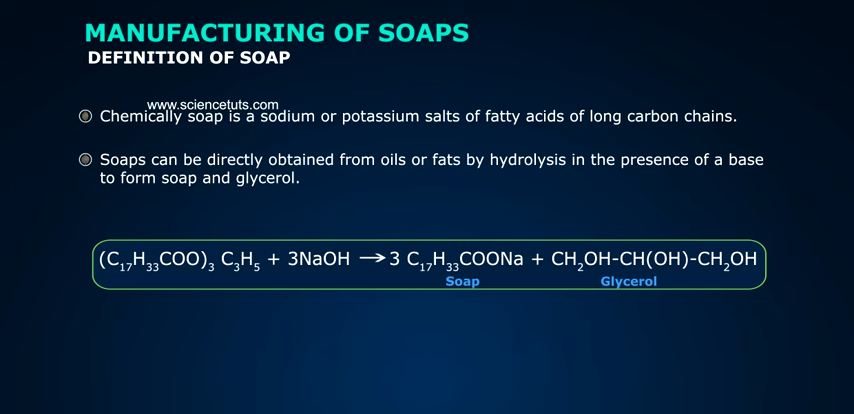 MANUFACTURING OF SOAPS
DEFINITION OF SOAP
www.sciencetuts.com
Chemically soap is a sodium or potassium salts of fatty acids of long carbon chains.
Soaps can be directly obtained from oils or fats by hydrolysis in the presence of a base
to form soap and glycerol.
(C₁₇H₃₃COO)₃ C₃H₅ + 3NaOH → 3 C₁₇H₃₃COONa + CH₂OH-CH(OH)-CH₂OH
Soap Glycerol